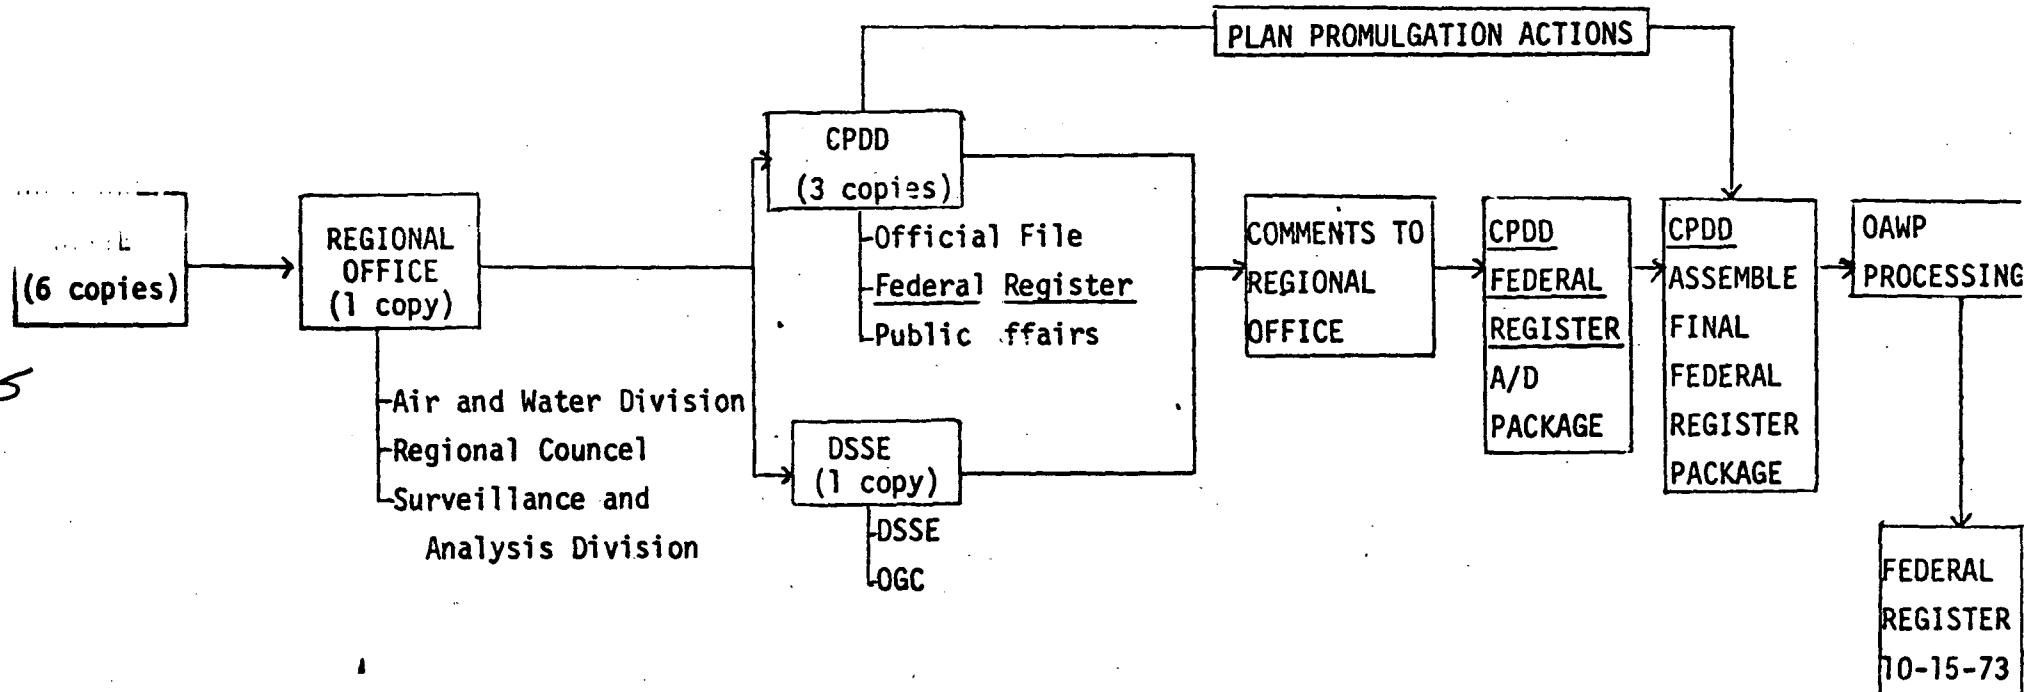 PLAN PROMULGATION ACTIONS
(6 copies)
REGIONAL
OFFICE
(1 copy)
Air and Water Division
Regional Councel
Surveillance and
Analysis Division
CPDD
(3 copies)
Official File
Federal Register
Public ffairs
DSSE
(1 copy)
DSSE
OGC
COMMENTS TO
REGIONAL
OFFICE
CPDD
FEDERAL
REGISTER
A/D
PACKAGE
CPDD
ASSEMBLE
FINAL
FEDERAL
REGISTER
PACKAGE
OAWP
PROCESSING
FEDERAL
REGISTER
10-15-73
5